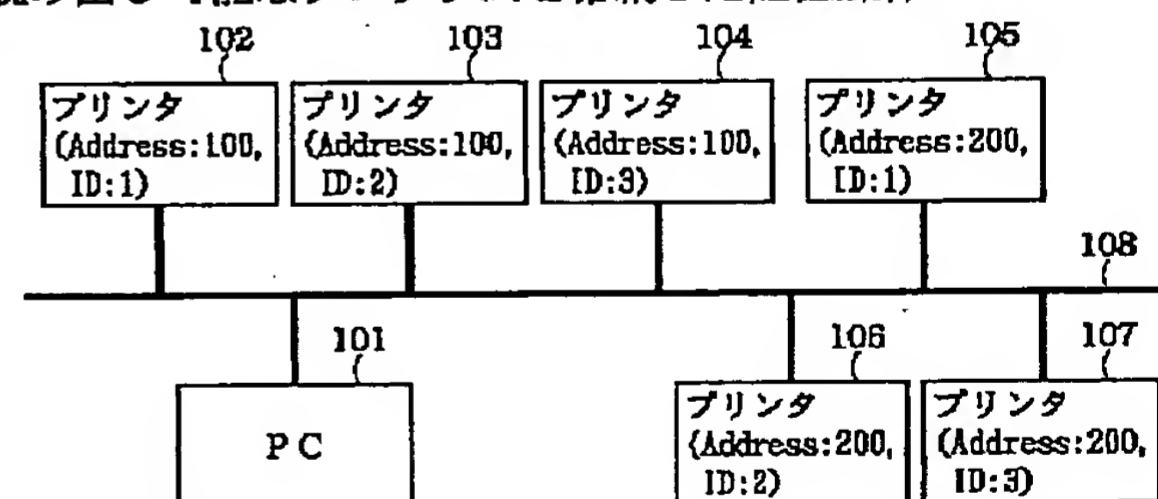 102
103
104
105
プリンタ
(Address:100,
ID:1)
プリンタ
(Address:100,
ID:2)
プリンタ
(Address:100,
ID:3)
プリンタ
(Address:200,
ID:1)
108
101
106
107
PC
プリンタ
(Address:200,
ID:2)
プリンタ
(Address:200,
ID:3)